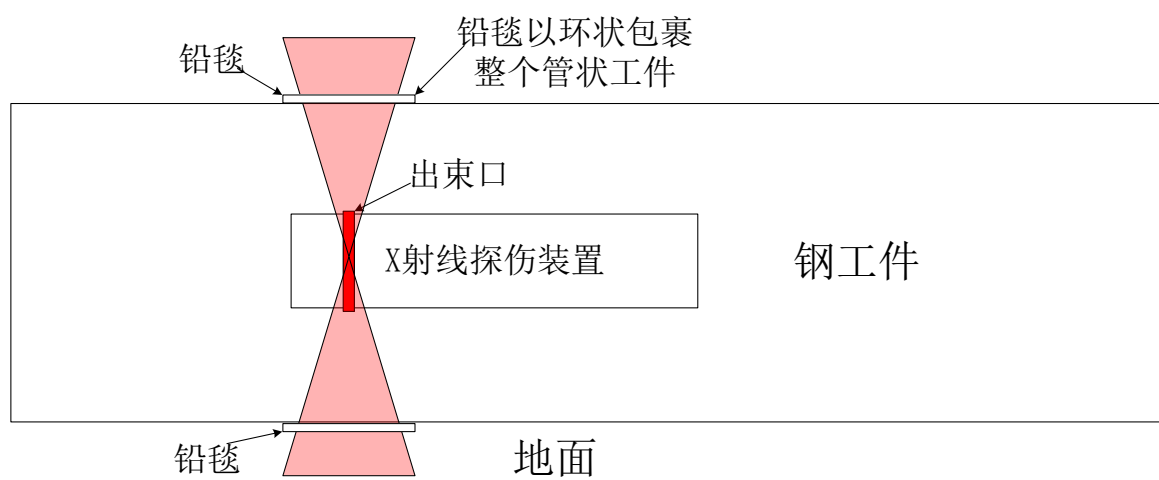 铅毯以环状包裹
整个管状工件
铅毯
出束口
X射线探伤装置
钢工件
铅毯
地面